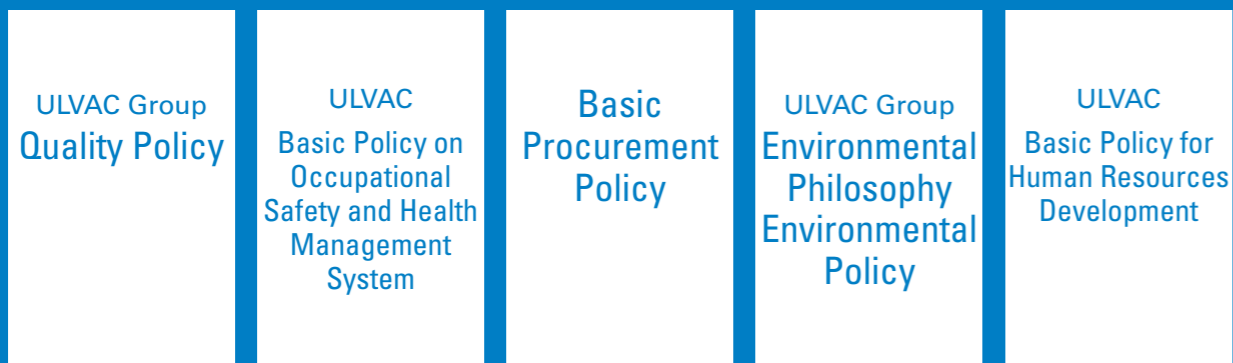 ULVAC Group
Quality Policy
ULVAC
Basic Policy on
Occupational
Safety and Health
Management
System
Basic
Procurement
Policy
ULVAC Group
Environmental
Philosophy
Environmental
Policy
ULVAC
Basic Policy for
Human Resources
Development